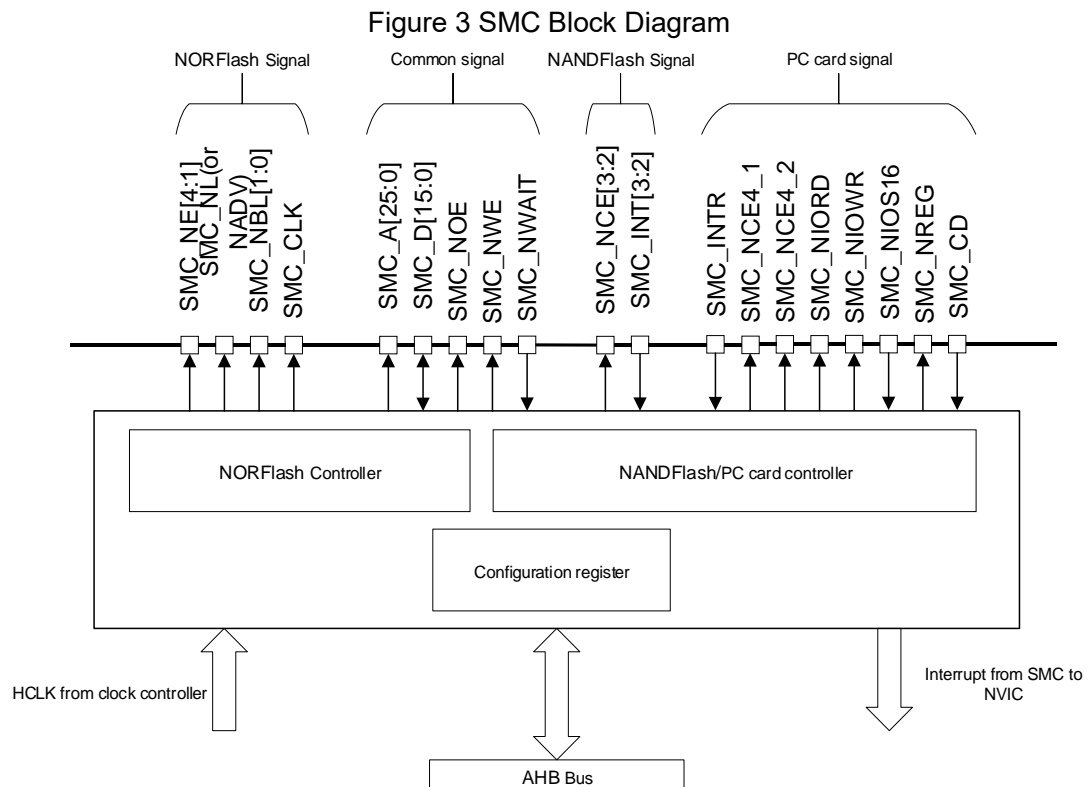 Figure 3 SMC Block Diagram
NORFlash Signal
Common signal
NANDFlash Signal
PC card signal
SMC_NE[4:1]
SMC_NL(or
NADV)
SMC_NBL[1:0]
SMC_CLK
SMC_A[25:0]
SMC_D[15:0]
SMC_NOE
SMC_NWE
SMC_NWAIT
SMC_NCE[3:2]
SMC_INT[3:2]
SMC_INTR
SMC_NCE4_1
SMC_NCE4_2
SMC_NIORD
SMC_NIOWR
SMC_NIOS16
SMC_NREG
SMC_CD
NORFlash Controller
NANDFlash/PC card controller
Configuration register
HCLK from clock controller
Interrupt from SMC to
NVIC
AHB Bus